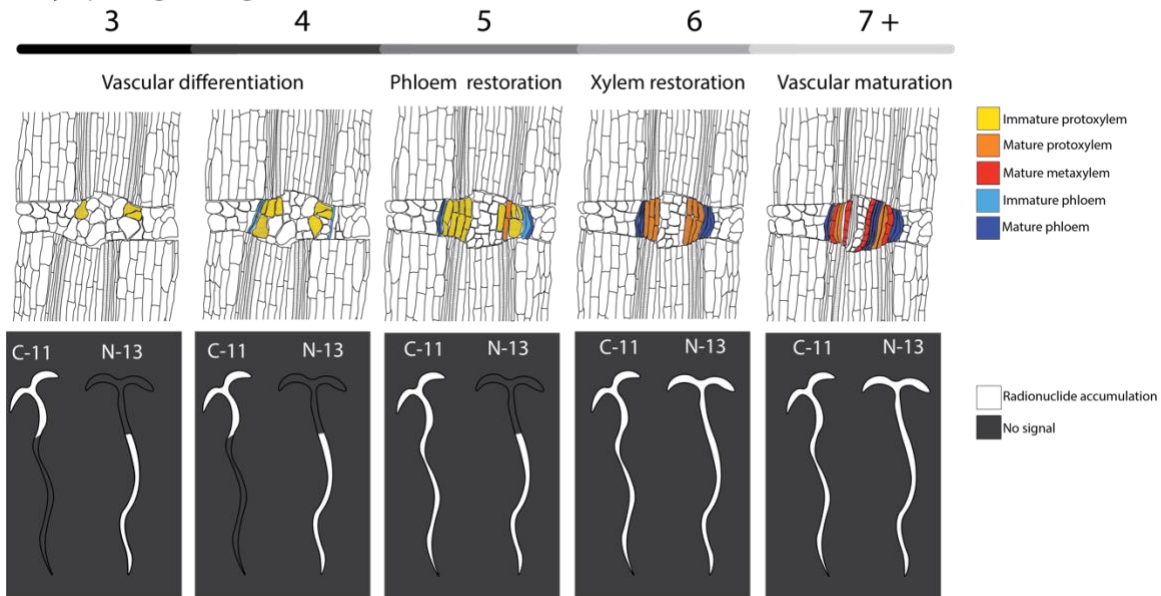 3 4 5 6 7 +
Vascular differentiation Phloem restoration Xylem restoration Vascular maturation
Immature protoxylem
Mature protoxylem
Mature metaxylem
Immature phloem
Mature phloem
C-11 N-13 C-11 N-13 C-11 N-13 C-11 N-13 C-11 N-13
Radionuclide accumulation
No signal